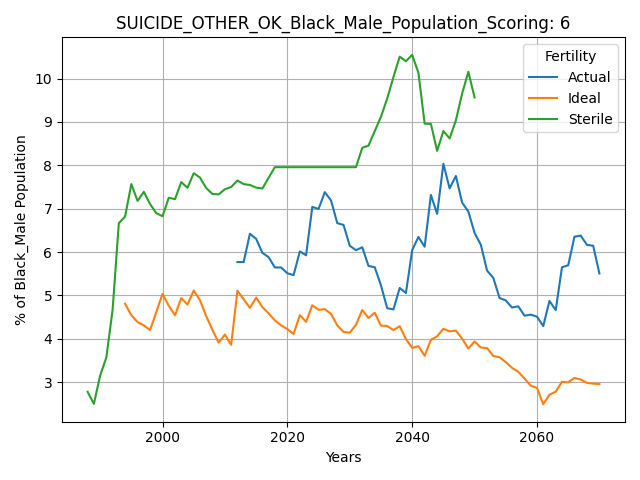 SUICIDE_OTHER_OK_Black_Male_Population_Scoring: 6
Fertility
Actual
Ideal
Sterile
% of Black_Male Population
10
9
8
7
6
5
4
3
2000 2020 2040 2060
Years